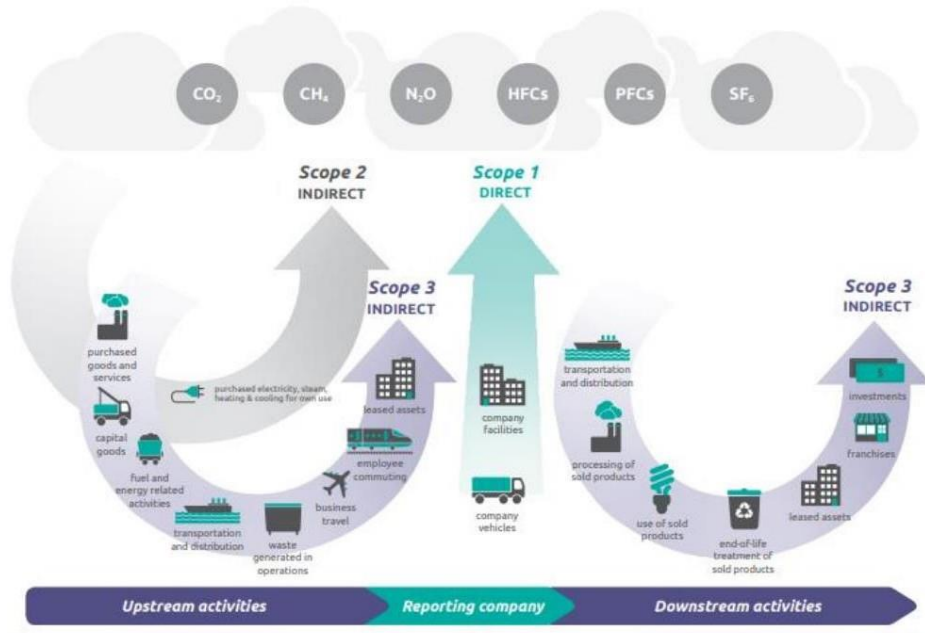 CO₂
CH₄
N₂O
HFCs
PFCs
SF₆
Scope 2
INDIRECT
Scope 1
DIRECT
Scope 3
INDIRECT
Scope 3
INDIRECT
purchased
goods and
services
capital
goods
fuel and
energy related
activities
transportation
and distribution
waste
generated in
operations
business
travel
employee
commuting
leased assets
purchased electricity, steam,
heating & cooling for own use
company
facilities
company
vehicles
transportation
and distribution
processing of
sold products
use of sold
products
end-of-life
treatment of
sold products
leased assets
franchises
investments
$
Upstream activities
Reporting company
Downstream activities